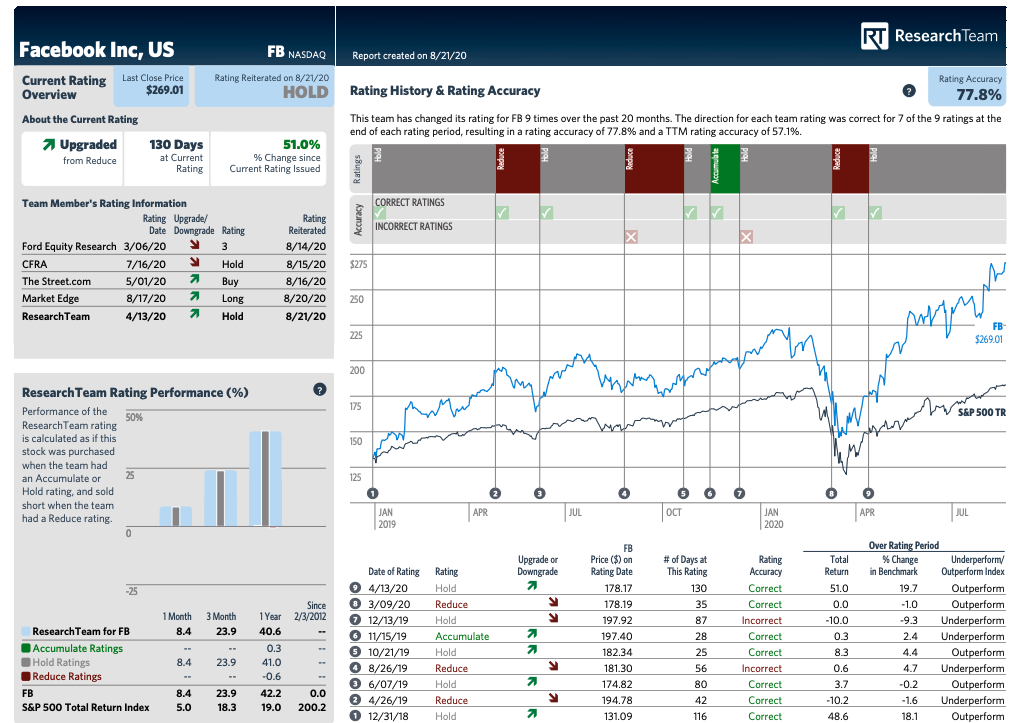 Facebook Inc, US
FB NASDAQ
Report created on 8/21/20
RT ResearchTeam
Current Rating Overview
Last Close Price
$269.01
Rating Reiterated on 8/21/20
HOLD
About the Current Rating
Upgraded
from Reduce
130 Days
at Current
Rating
51.0%
% Change since
Current Rating Issued
Team Member's Rating Information
Rating Date Upgrade/Downgrade Rating Rating Reiterated
Ford Equity Research 3/06/20 3 8/14/20
CFRA 7/16/20 Hold 8/15/20
The Street.com 5/01/20 Buy 8/16/20
Market Edge 8/17/20 Long 8/20/20
ResearchTeam 4/13/20 Hold 8/21/20
ResearchTeam Rating Performance (%)
?
Performance of the
ResearchTeam rating
is calculated as if this
stock was purchased
when the team had
an Accumulate or
Hold rating, and sold
short when the team
had a Reduce rating.
50%
25
0
-25
1 Month 3 Month 1 Year Since 2/3/2012
ResearchTeam for FB 8.4 23.9 40.6 --
Accumulate Ratings -- -- 0.3 --
Hold Ratings 8.4 23.9 41.0 --
Reduce Ratings -- -- -0.6 --
FB 8.4 23.9 42.2 0.0
S&P 500 Total Return Index 5.0 18.3 19.0 200.2
Rating History & Rating Accuracy
?
Rating Accuracy
77.8%
This team has changed its rating for FB 9 times over the past 20 months. The direction for each team rating was correct for 7 of the 9 ratings at the
end of each rating period, resulting in a rating accuracy of 77.8% and a TTM rating accuracy of 57.1%.
Ratings
Hold Reduce Hold Reduce Hold Accumulate Hold Reduce Hold
Accuracy
CORRECT RATINGS
INCORRECT RATINGS
$275
250
225
200
175
150
125
FB
$269.01
S&P 500 TR
1 2 3 4 5 6 7 8 9
JAN APR JUL OCT JAN APR JUL
2019 2020
Over Rating Period
Date of Rating Rating Upgrade or Downgrade FB Price ($) on Rating Date # of Days at This Rating Rating Accuracy Total Return % Change in Benchmark Underperform/Outperform Index
9 4/13/20 Hold 178.17 130 Correct 51.0 19.7 Outperform
8 3/09/20 Reduce 178.19 35 Correct 0.0 -1.0 Outperform
7 12/13/19 Hold 197.92 87 Incorrect -10.0 -9.3 Underperform
6 11/15/19 Accumulate 197.40 28 Correct 0.3 2.4 Underperform
5 10/21/19 Hold 182.34 25 Correct 8.3 4.4 Outperform
4 8/26/19 Reduce 181.30 56 Incorrect 0.6 4.7 Underperform
3 6/07/19 Hold 174.82 80 Correct 3.7 -0.2 Outperform
2 4/26/19 Reduce 194.78 42 Correct -10.2 -1.6 Underperform
1 12/31/18 Hold 131.09 116 Correct 48.6 18.1 Outperform